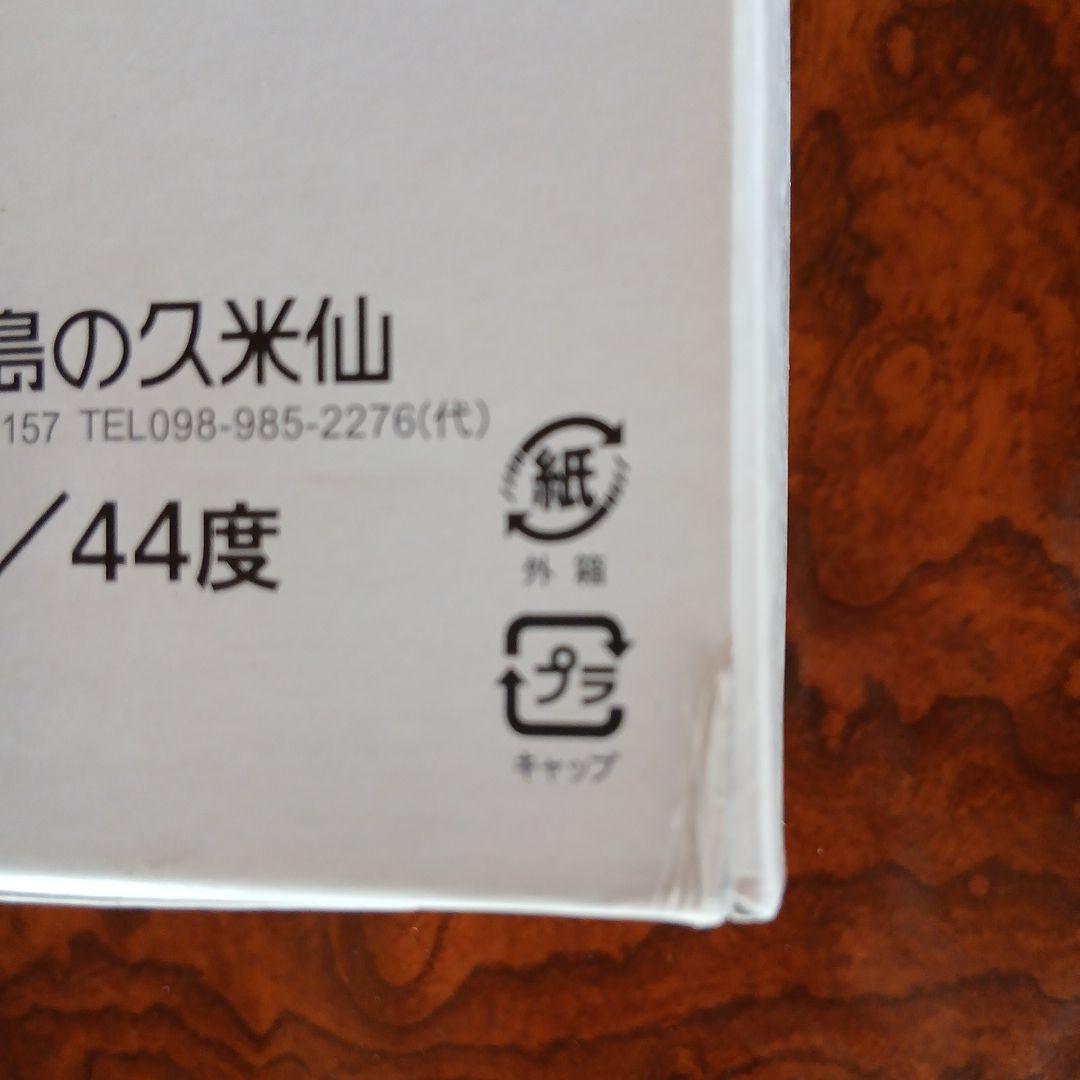 島の久米仙
157 TEL098-985-2276(代)
／44度
紙
外箱
プラ
キャップ